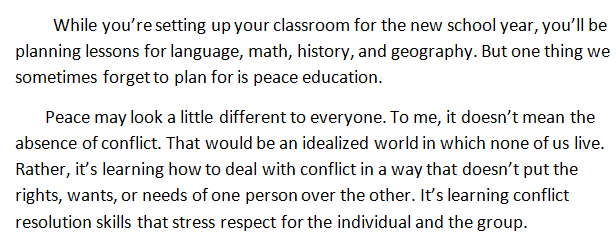 While you're setting up your classroom for the new school year, you'll be
planning lessons for language, math, history, and geography. But one thing we
sometimes forget to plan for is peace education.
Peace may look a little different to everyone. To me, it doesn't mean the
absence of conflict. That would be an idealized world in which none of us live.
Rather, it's learning how to deal with conflict in a way that doesn't put the
rights, wants, or needs of one person over the other. It's learning conflict
resolution skills that stress respect for the individual and the group.